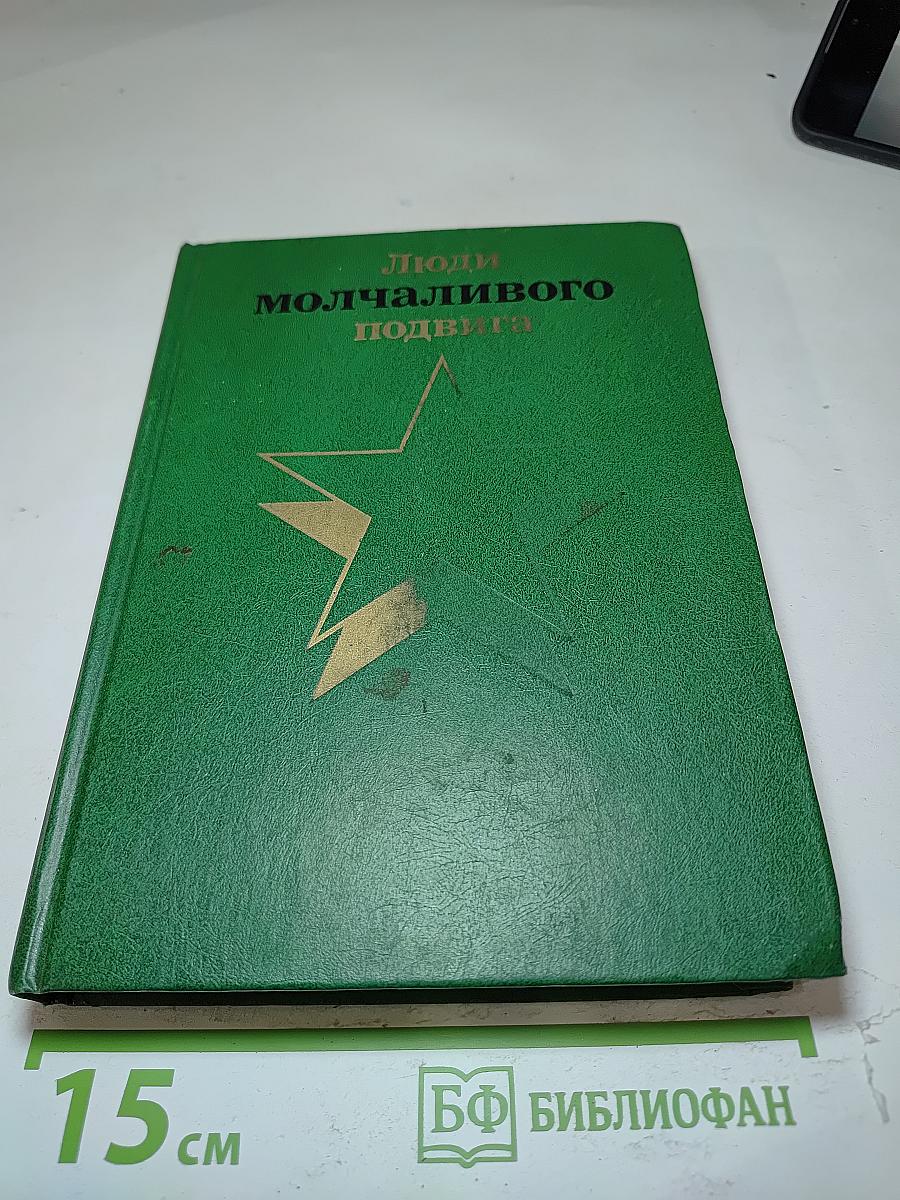 Люди
молчаливого
подвига
15 см
БФ БИБЛИОФАН